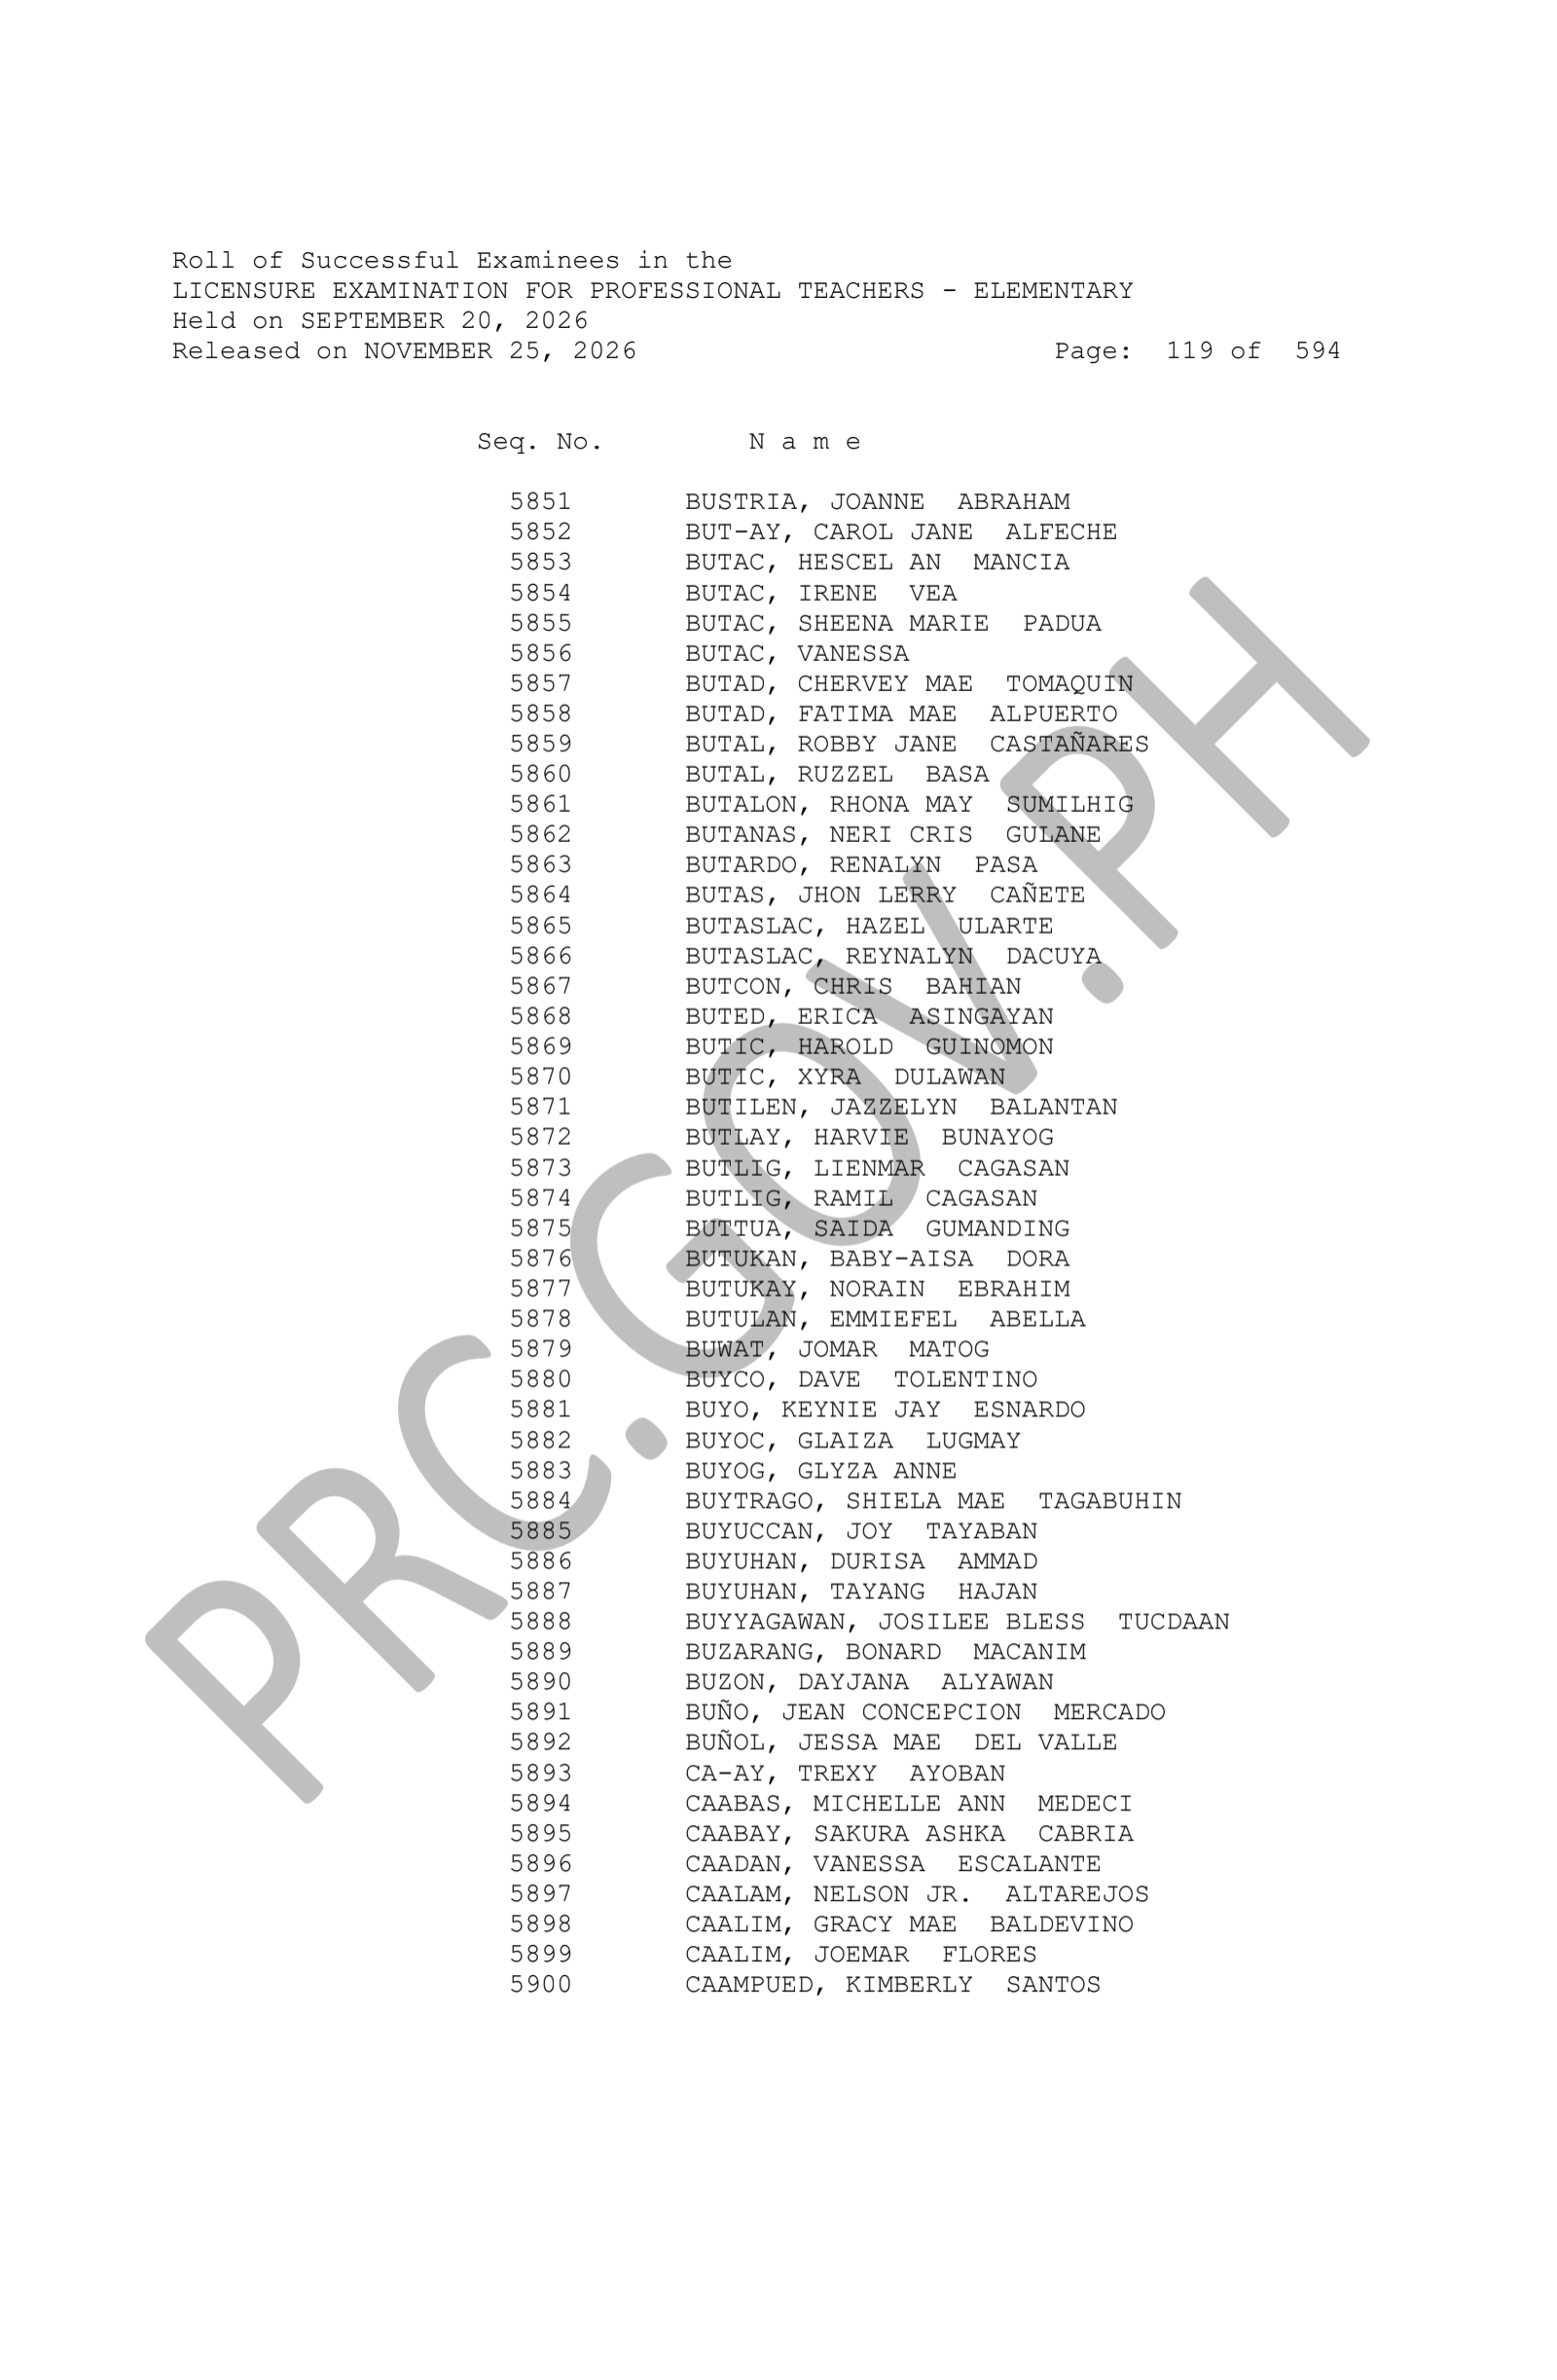 Roll of Successful Examinees in the
LICENSURE EXAMINATION FOR PROFESSIONAL TEACHERS - ELEMENTARY
Held on SEPTEMBER 20, 2026
Released on NOVEMBER 25, 2026 Page: 119 of 594
Seq. No. N a m e
5851 BUSTRIA, JOANNE ABRAHAM
5852 BUT-AY, CAROL JANE ALFECHE
5853 BUTAC, HESCEL AN MANCIA
5854 BUTAC, IRENE VEA
5855 BUTAC, SHEENA MARIE PADUA
5856 BUTAC, VANESSA
5857 BUTAD, CHERVEY MAE TOMAQUIN
5858 BUTAD, FATIMA MAE ALPUERTO
5859 BUTAL, ROBBY JANE CASTAÑARES
5860 BUTAL, RUZZEL BASA
5861 BUTALON, RHONA MAY SUMILHIG
5862 BUTANAS, NERI CRIS GULANE
5863 BUTARDO, RENALYN PASA
5864 BUTAS, JHON LERRY CAÑETE
5865 BUTASLAC, HAZEL ULARTE
5866 BUTASLAC, REYNALYN DACUYA
5867 BUTCON, CHRIS BAHIAN
5868 BUTED, ERICA ASINGAYAN
5869 BUTIC, HAROLD GUINOMON
5870 BUTIC, XYRA DULAWAN
5871 BUTILEN, JAZZELYN BALANTAN
5872 BUTLAY, HARVIE BUNAYOG
5873 BUTLIG, LIENMAR CAGASAN
5874 BUTLIG, RAMIL CAGASAN
5875 BUTTUA, SAIDA GUMANDING
5876 BUTUKAN, BABY-AISA DORA
5877 BUTUKAY, NORAIN EBRAHIM
5878 BUTULAN, EMMIEFEL ABELLA
5879 BUWAT, JOMAR MATOG
5880 BUYCO, DAVE TOLENTINO
5881 BUYO, KEYNIE JAY ESNARDO
5882 BUYOC, GLAIZA LUGMAY
5883 BUYOG, GLYZA ANNE
5884 BUYTRAGO, SHIELA MAE TAGABUHIN
5885 BUYUCCAN, JOY TAYABAN
5886 BUYUHAN, DURISA AMMAD
5887 BUYUHAN, TAYANG HAJAN
5888 BUYYAGAWAN, JOSILEE BLESS TUCDAAN
5889 BUZARANG, BONARD MACANIM
5890 BUZON, DAYJANA ALYAWAN
5891 BUÑO, JEAN CONCEPCION MERCADO
5892 BUÑOL, JESSA MAE DEL VALLE
5893 CA-AY, TREXY AYOBAN
5894 CAABAS, MICHELLE ANN MEDECI
5895 CAABAY, SAKURA ASHKA CABRIA
5896 CAADAN, VANESSA ESCALANTE
5897 CAALAM, NELSON JR. ALTAREJOS
5898 CAALIM, GRACY MAE BALDEVINO
5899 CAALIM, JOEMAR FLORES
5900 CAAMPUED, KIMBERLY SANTOS
PRC.GOV.PH